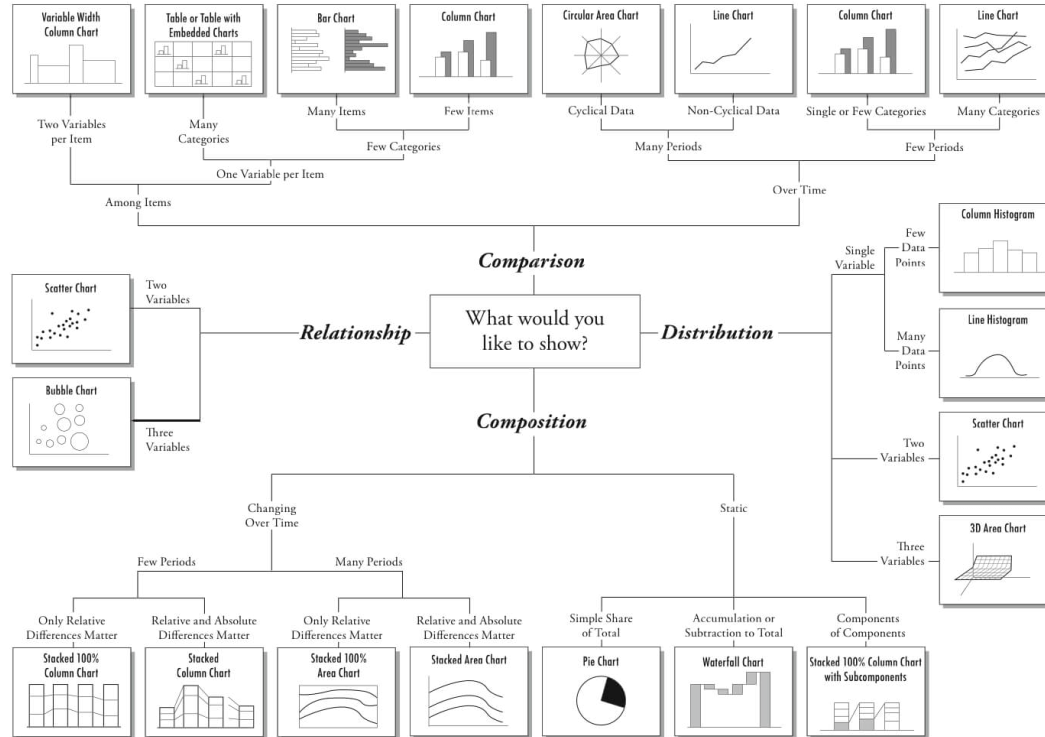 Variable Width
Column Chart
Table or Table with
Embedded Charts
Bar Chart
Column Chart
Circular Area Chart
Line Chart
Column Chart
Line Chart
Two Variables
per Item
Many
Categories
Many Items
Few Items
Cyclical Data
Non-Cyclical Data
Single or Few Categories
Many Categories
Few Categories
Many Periods
Few Periods
One Variable per Item
Among Items
Over Time
Comparison
What would you
like to show?
Relationship
Two
Variables
Scatter Chart
Three
Variables
Bubble Chart
Distribution
Single
Variable
Few
Data
Points
Column Histogram
Many
Data
Points
Line Histogram
Two
Variables
Scatter Chart
Three
Variables
3D Area Chart
Composition
Changing
Over Time
Static
Few Periods
Many Periods
Only Relative
Differences Matter
Relative and Absolute
Differences Matter
Only Relative
Differences Matter
Relative and Absolute
Differences Matter
Simple Share
of Total
Accumulation or
Subtraction to Total
Components
of Components
Stacked 100%
Column Chart
Stacked
Column Chart
Stacked 100%
Area Chart
Stacked Area Chart
Pie Chart
Waterfall Chart
Stacked 100% Column Chart
with Subcomponents